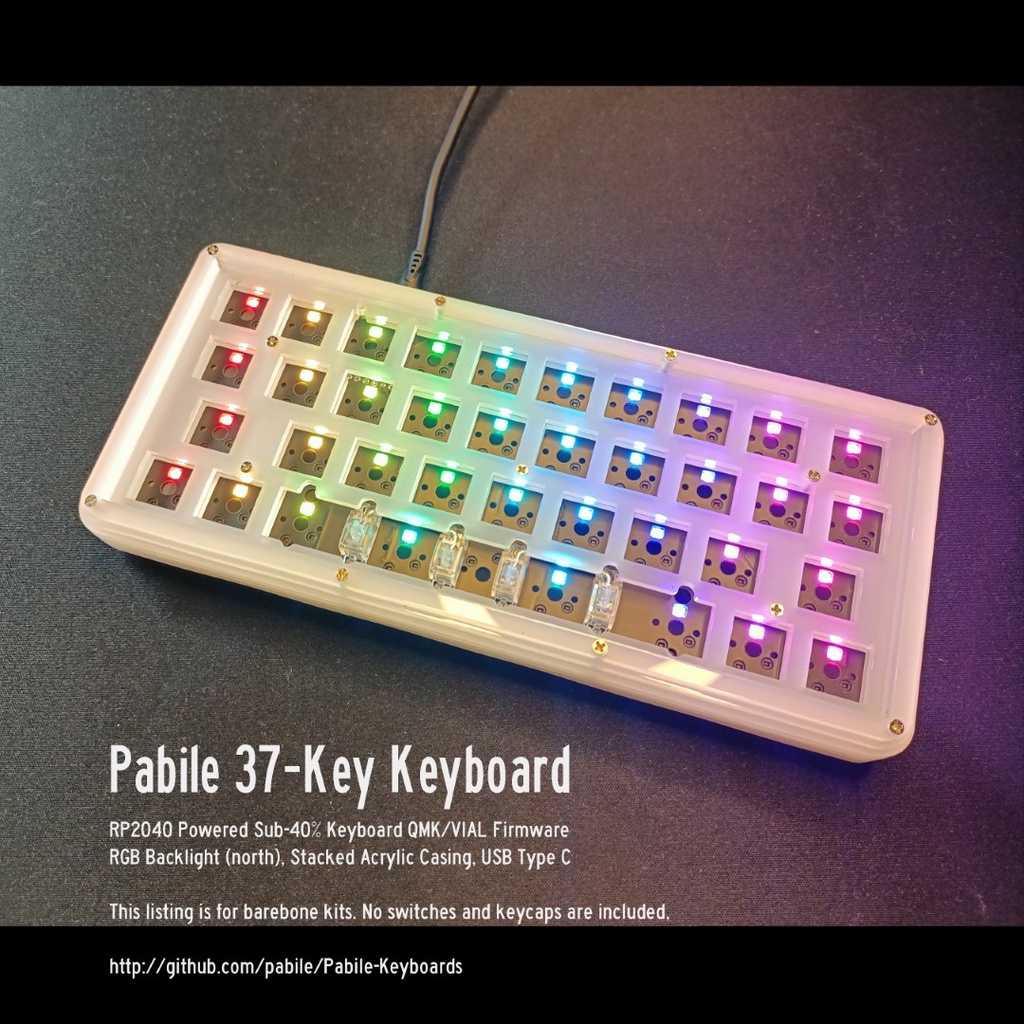 Pabile 37-Key Keyboard
RP2040 Powered Sub-40% Keyboard QMK/VIAL Firmware
RGB Backlight (north), Stacked Acrylic Casing, USB Type C
This listing is for barebone kits. No switches and keycaps are included.
http://github.com/pabile/Pabile-Keyboards